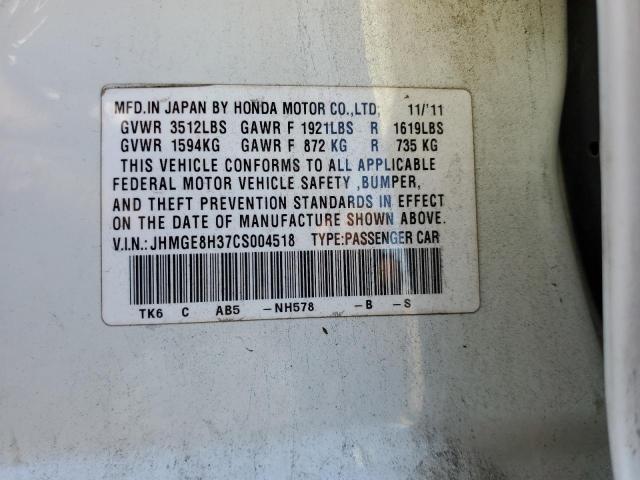 MFD.IN JAPAN BY HONDA MOTOR CO.,LTD, 11/'11
GVWR 3512LBS GAWR F 1921LBS R 1619LBS
GVWR 1594KG GAWR F 872 KG R 735 KG
THIS VEHICLE CONFORMS TO ALL APPLICABLE
FEDERAL MOTOR VEHICLE SAFETY ,BUMPER,
AND THEFT PREVENTION STANDARDS IN EFFECT
ON THE DATE OF MANUFACTURE SHOWN ABOVE.
V.I.N.: JHMGE8H37CS004518 TYPE:PASSENGER CAR
TK6 C AB5 -NH578 -B -S